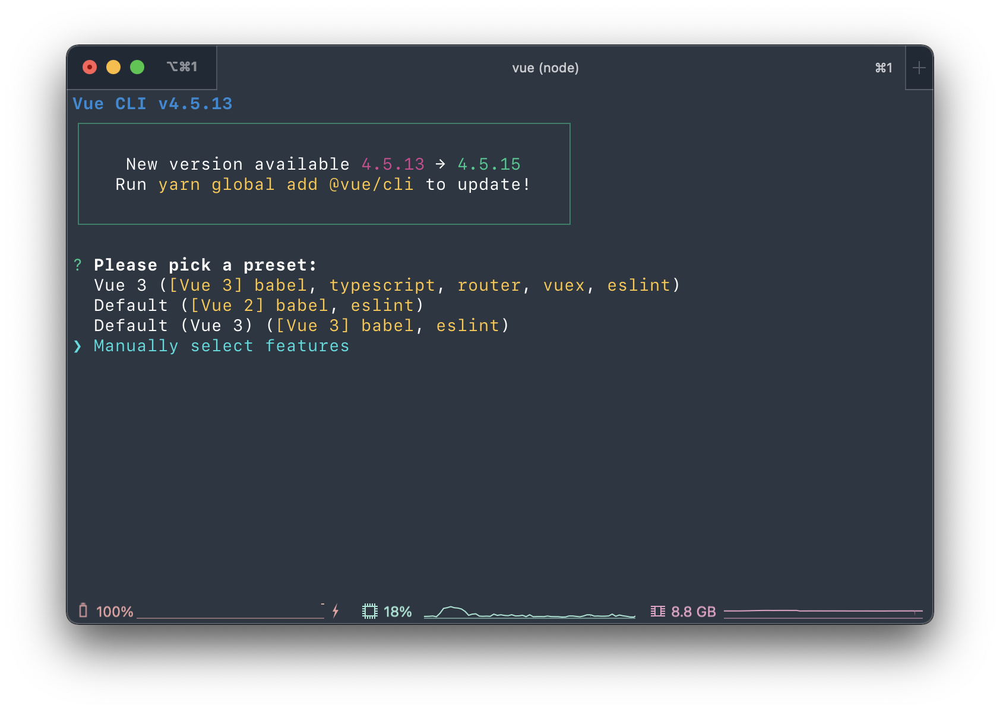 ⌥⌘1
vue (node)
⌘1
Vue CLI v4.5.13
New version available 4.5.13 → 4.5.15
Run yarn global add @vue/cli to update!
? Please pick a preset:
Vue 3 ([Vue 3] babel, typescript, router, vuex, eslint)
Default ([Vue 2] babel, eslint)
Default (Vue 3) ([Vue 3] babel, eslint)
❯ Manually select features
100%
18%
8.8 GB